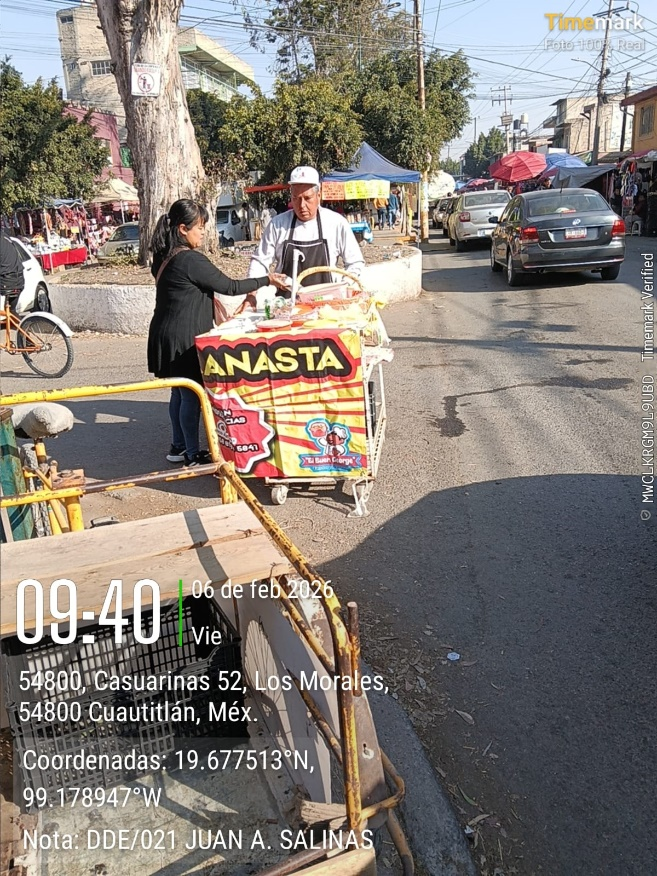 Timemark
Foto 100% Real
ANASTA
"El Buen George"
MWCLKRGM9L9UBD Timemark Verified
09:40
06 de feb 2026
Vie
54800, Casuarinas 52, Los Morales,
54800 Cuautitlán, Méx.
Coordenadas: 19.677513°N,
99.178947°W
Nota: DDE/021 JUAN A. SALINAS